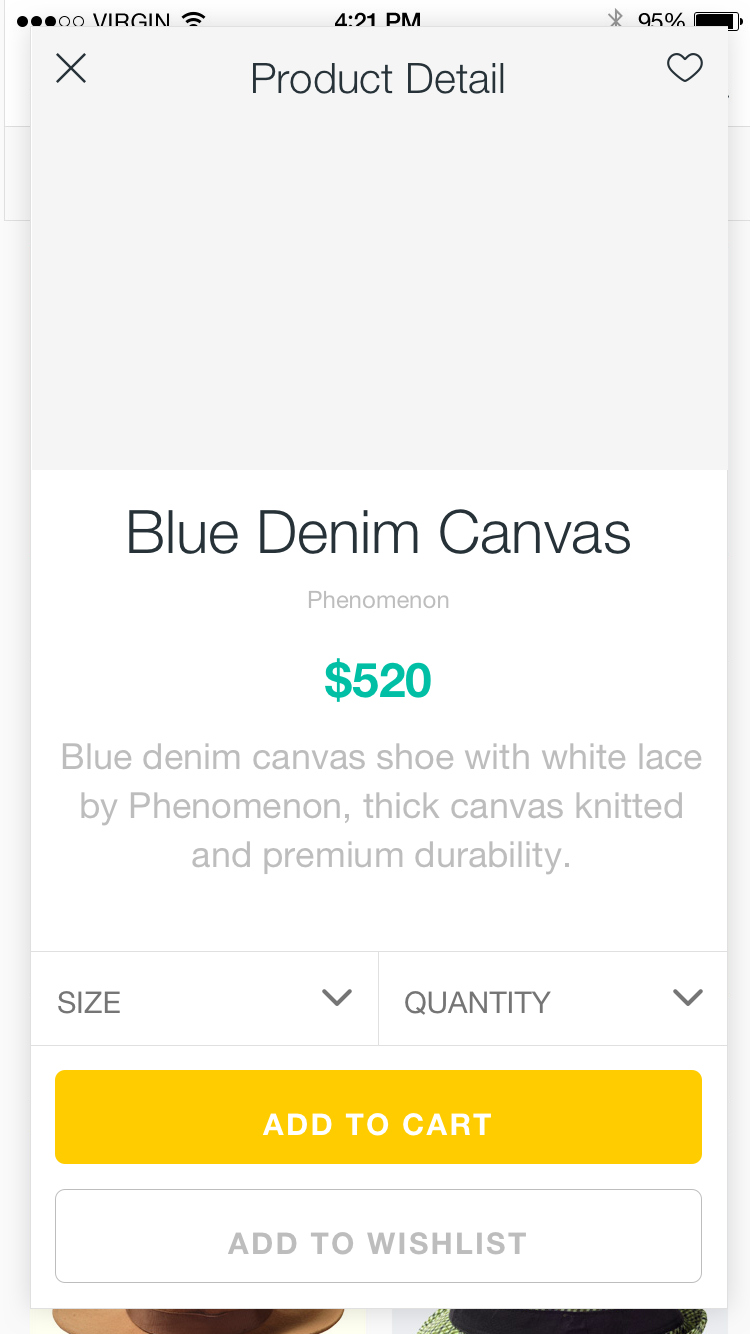 VIRGIN 4:21 PM 95%
Product Detail
Blue Denim Canvas
Phenomenon
$520
Blue denim canvas shoe with white lace
by Phenomenon, thick canvas knitted
and premium durability.
SIZE QUANTITY
ADD TO CART
ADD TO WISHLIST